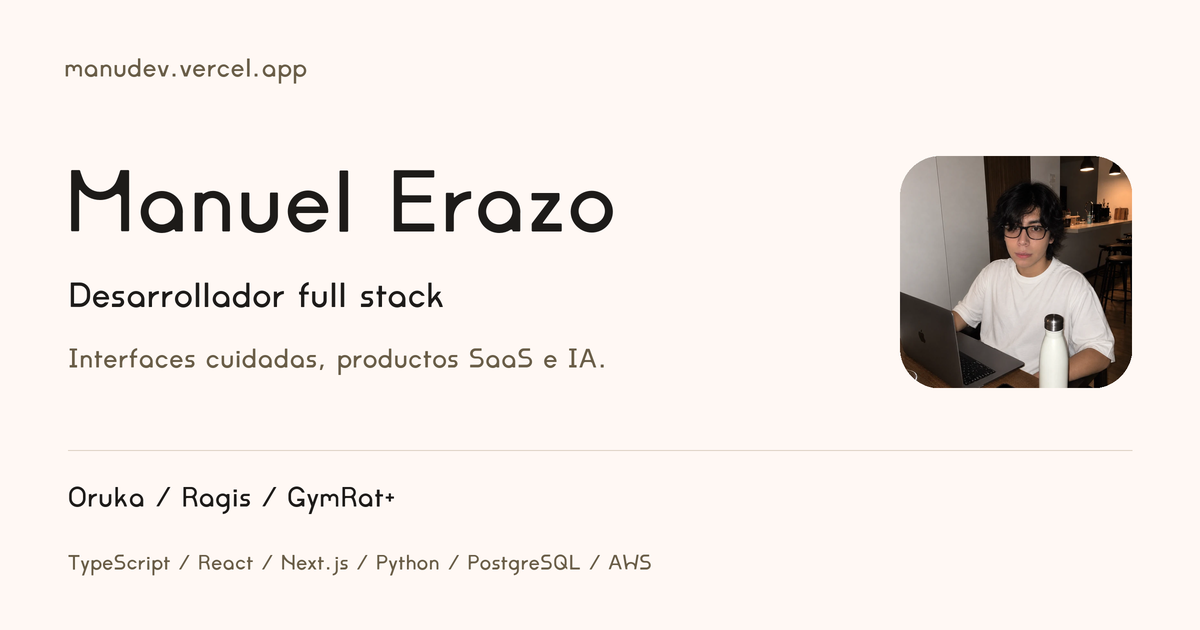 manudev.vercel.app
Manuel Erazo
Desarrollador full stack
Interfaces cuidadas, productos SaaS e IA.
Oruka / Ragis / GymRat+
TypeScript / React / Next.js / Python / PostgreSQL / AWS